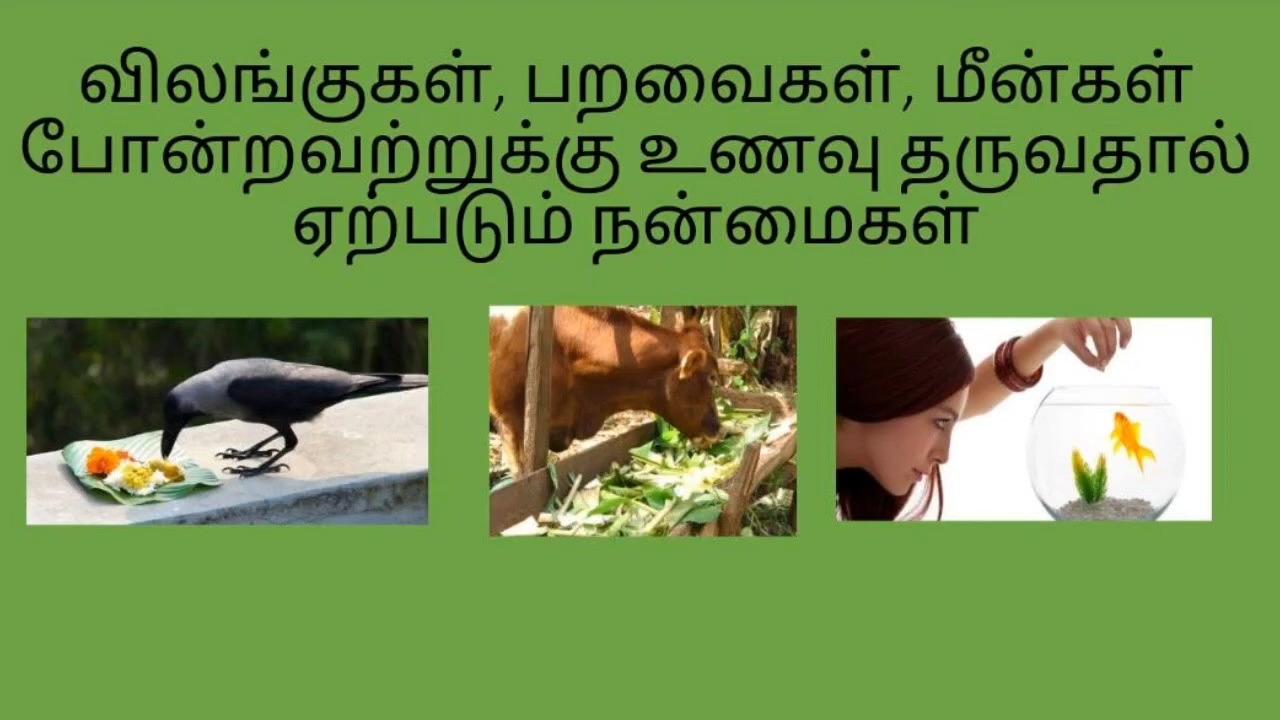 விலங்குகள், பறவைகள், மீன்கள்
போன்றவற்றுக்கு உணவு தருவதால்
ஏற்படும் நன்மைகள்